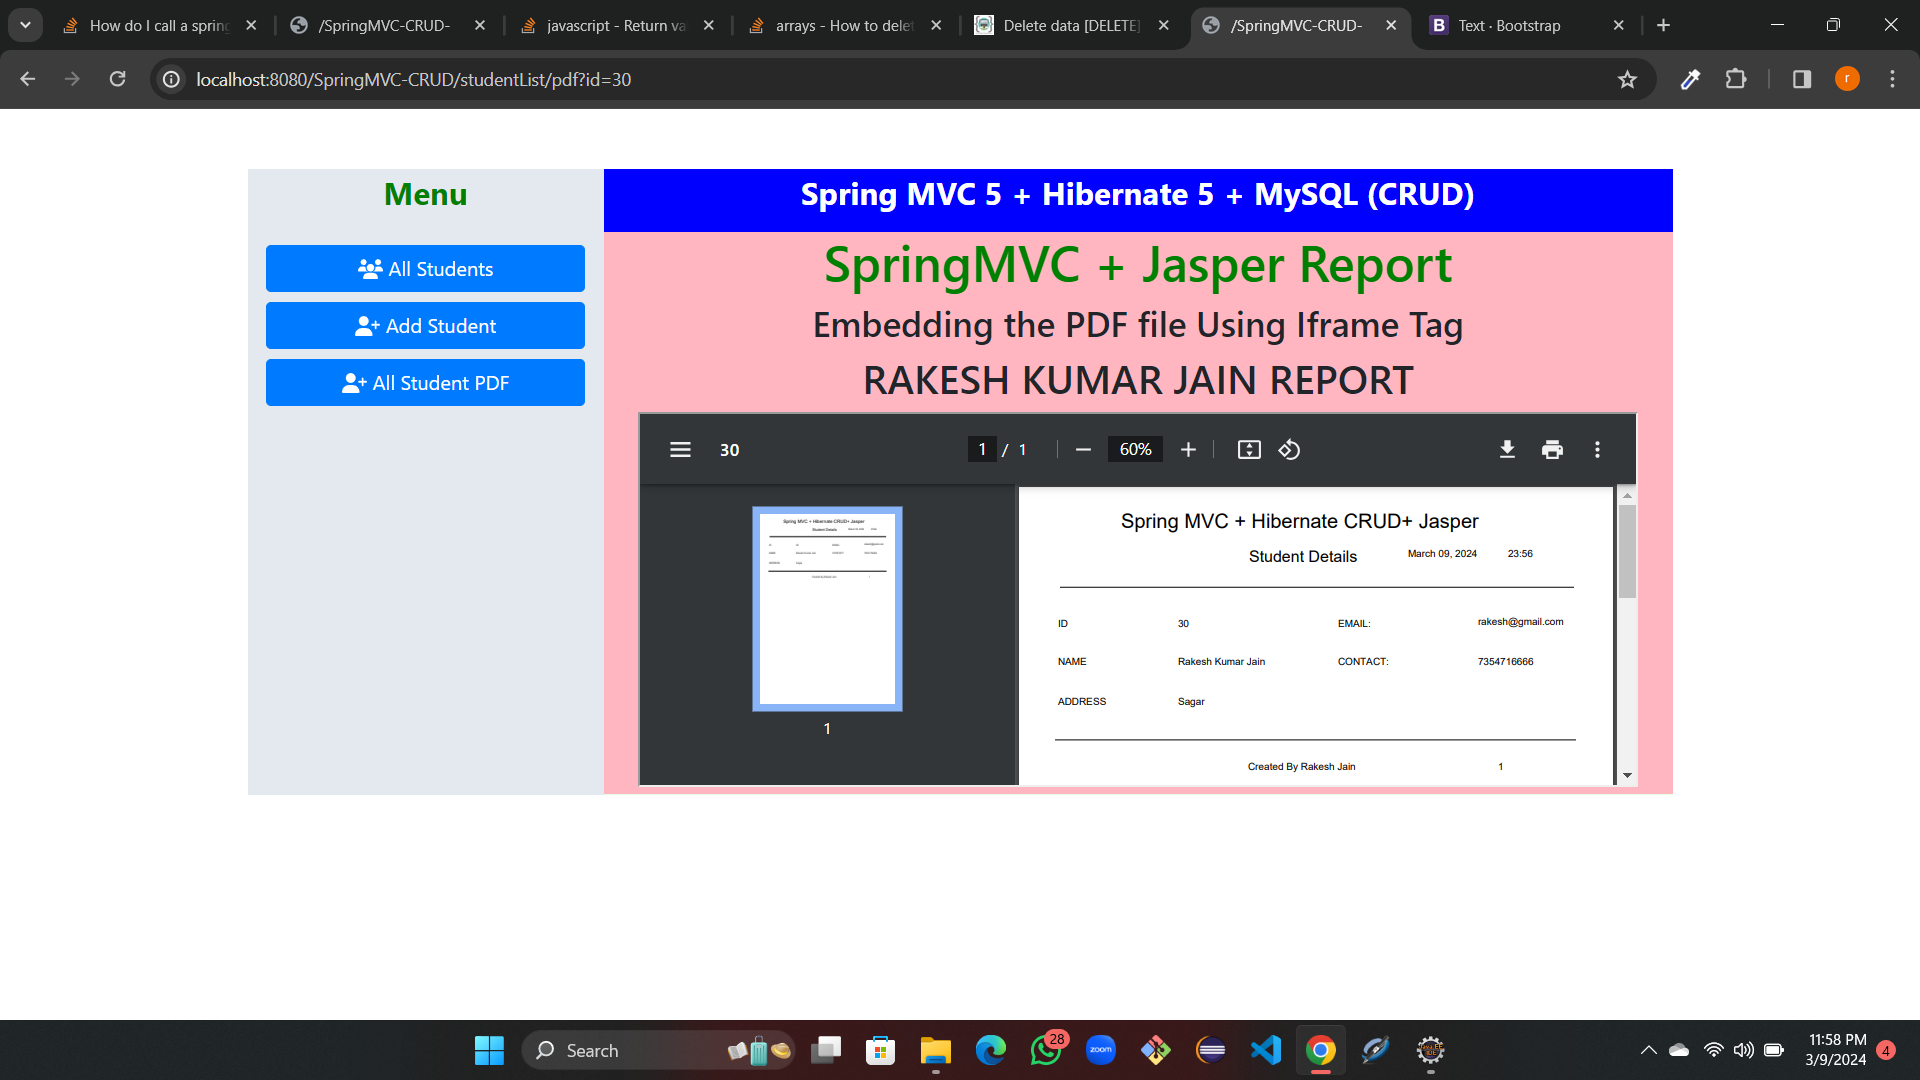 How do I call a spring
/SpringMVC-CRUD-
javascript - Return va
arrays - How to delet
Delete data [DELETE]
/SpringMVC-CRUD-
B
Text · Bootstrap
localhost:8080/SpringMVC-CRUD/studentList/pdf?id=30
r
Menu
All Students
Add Student
All Student PDF
Spring MVC 5 + Hibernate 5 + MySQL (CRUD)
SpringMVC + Jasper Report
Embedding the PDF file Using Iframe Tag
RAKESH KUMAR JAIN REPORT
30
1 / 1
60%
1
Spring MVC + Hibernate CRUD+ Jasper
Student Details March 09, 2024 23:56
ID 30 EMAIL: rakesh@gmail.com
NAME Rakesh Kumar Jain CONTACT: 7354716666
ADDRESS Sagar
Created By Rakesh Jain 1
Search
28
zoom
11:58 PM
3/9/2024
4